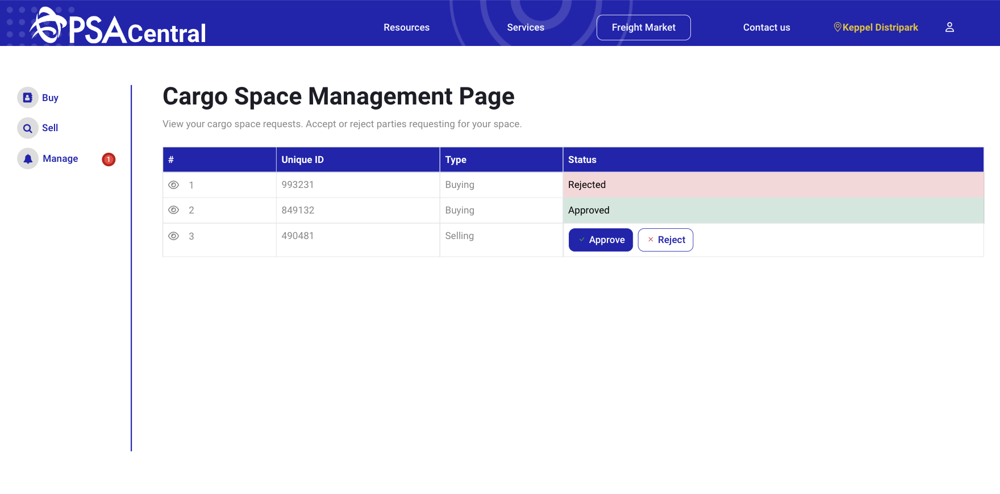 PSA Central
Resources
Services
Freight Market
Contact us
Keppel Distripark
Buy
Sell
Manage
1
Cargo Space Management Page
View your cargo space requests. Accept or reject parties requesting for your space.
# Unique ID Type Status
1 993231 Buying Rejected
2 849132 Buying Approved
3 490481 Selling Approve Reject